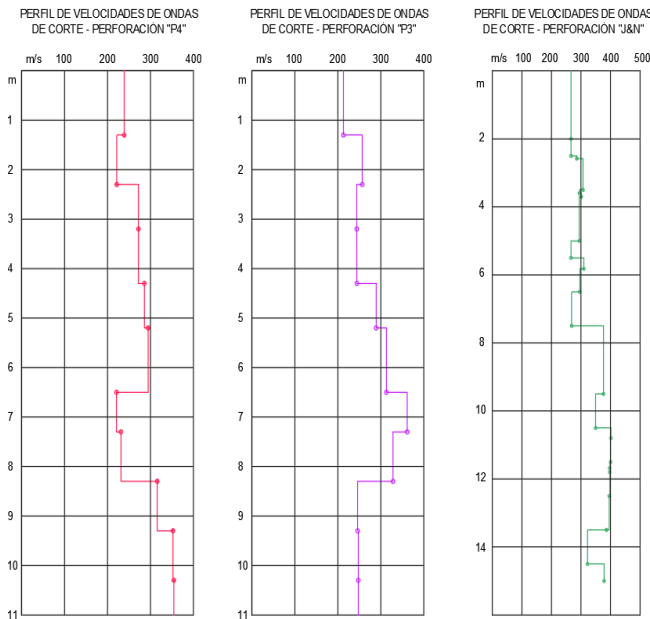 PERFIL DE VELOCIDADES DE ONDAS
DE CORTE - PERFORACIÓN "P4"
m/s 100 200 300 400
m
1
2
3
4
5
6
7
8
9
10
11
PERFIL DE VELOCIDADES DE ONDAS
DE CORTE - PERFORACIÓN "P3"
m/s 100 200 300 400
m
1
2
3
4
5
6
7
8
9
10
11
PERFIL DE VELOCIDADES DE ONDAS
DE CORTE - PERFORACIÓN "J&N"
m/s 100 200 300 400 500
m
2
4
6
8
10
12
14